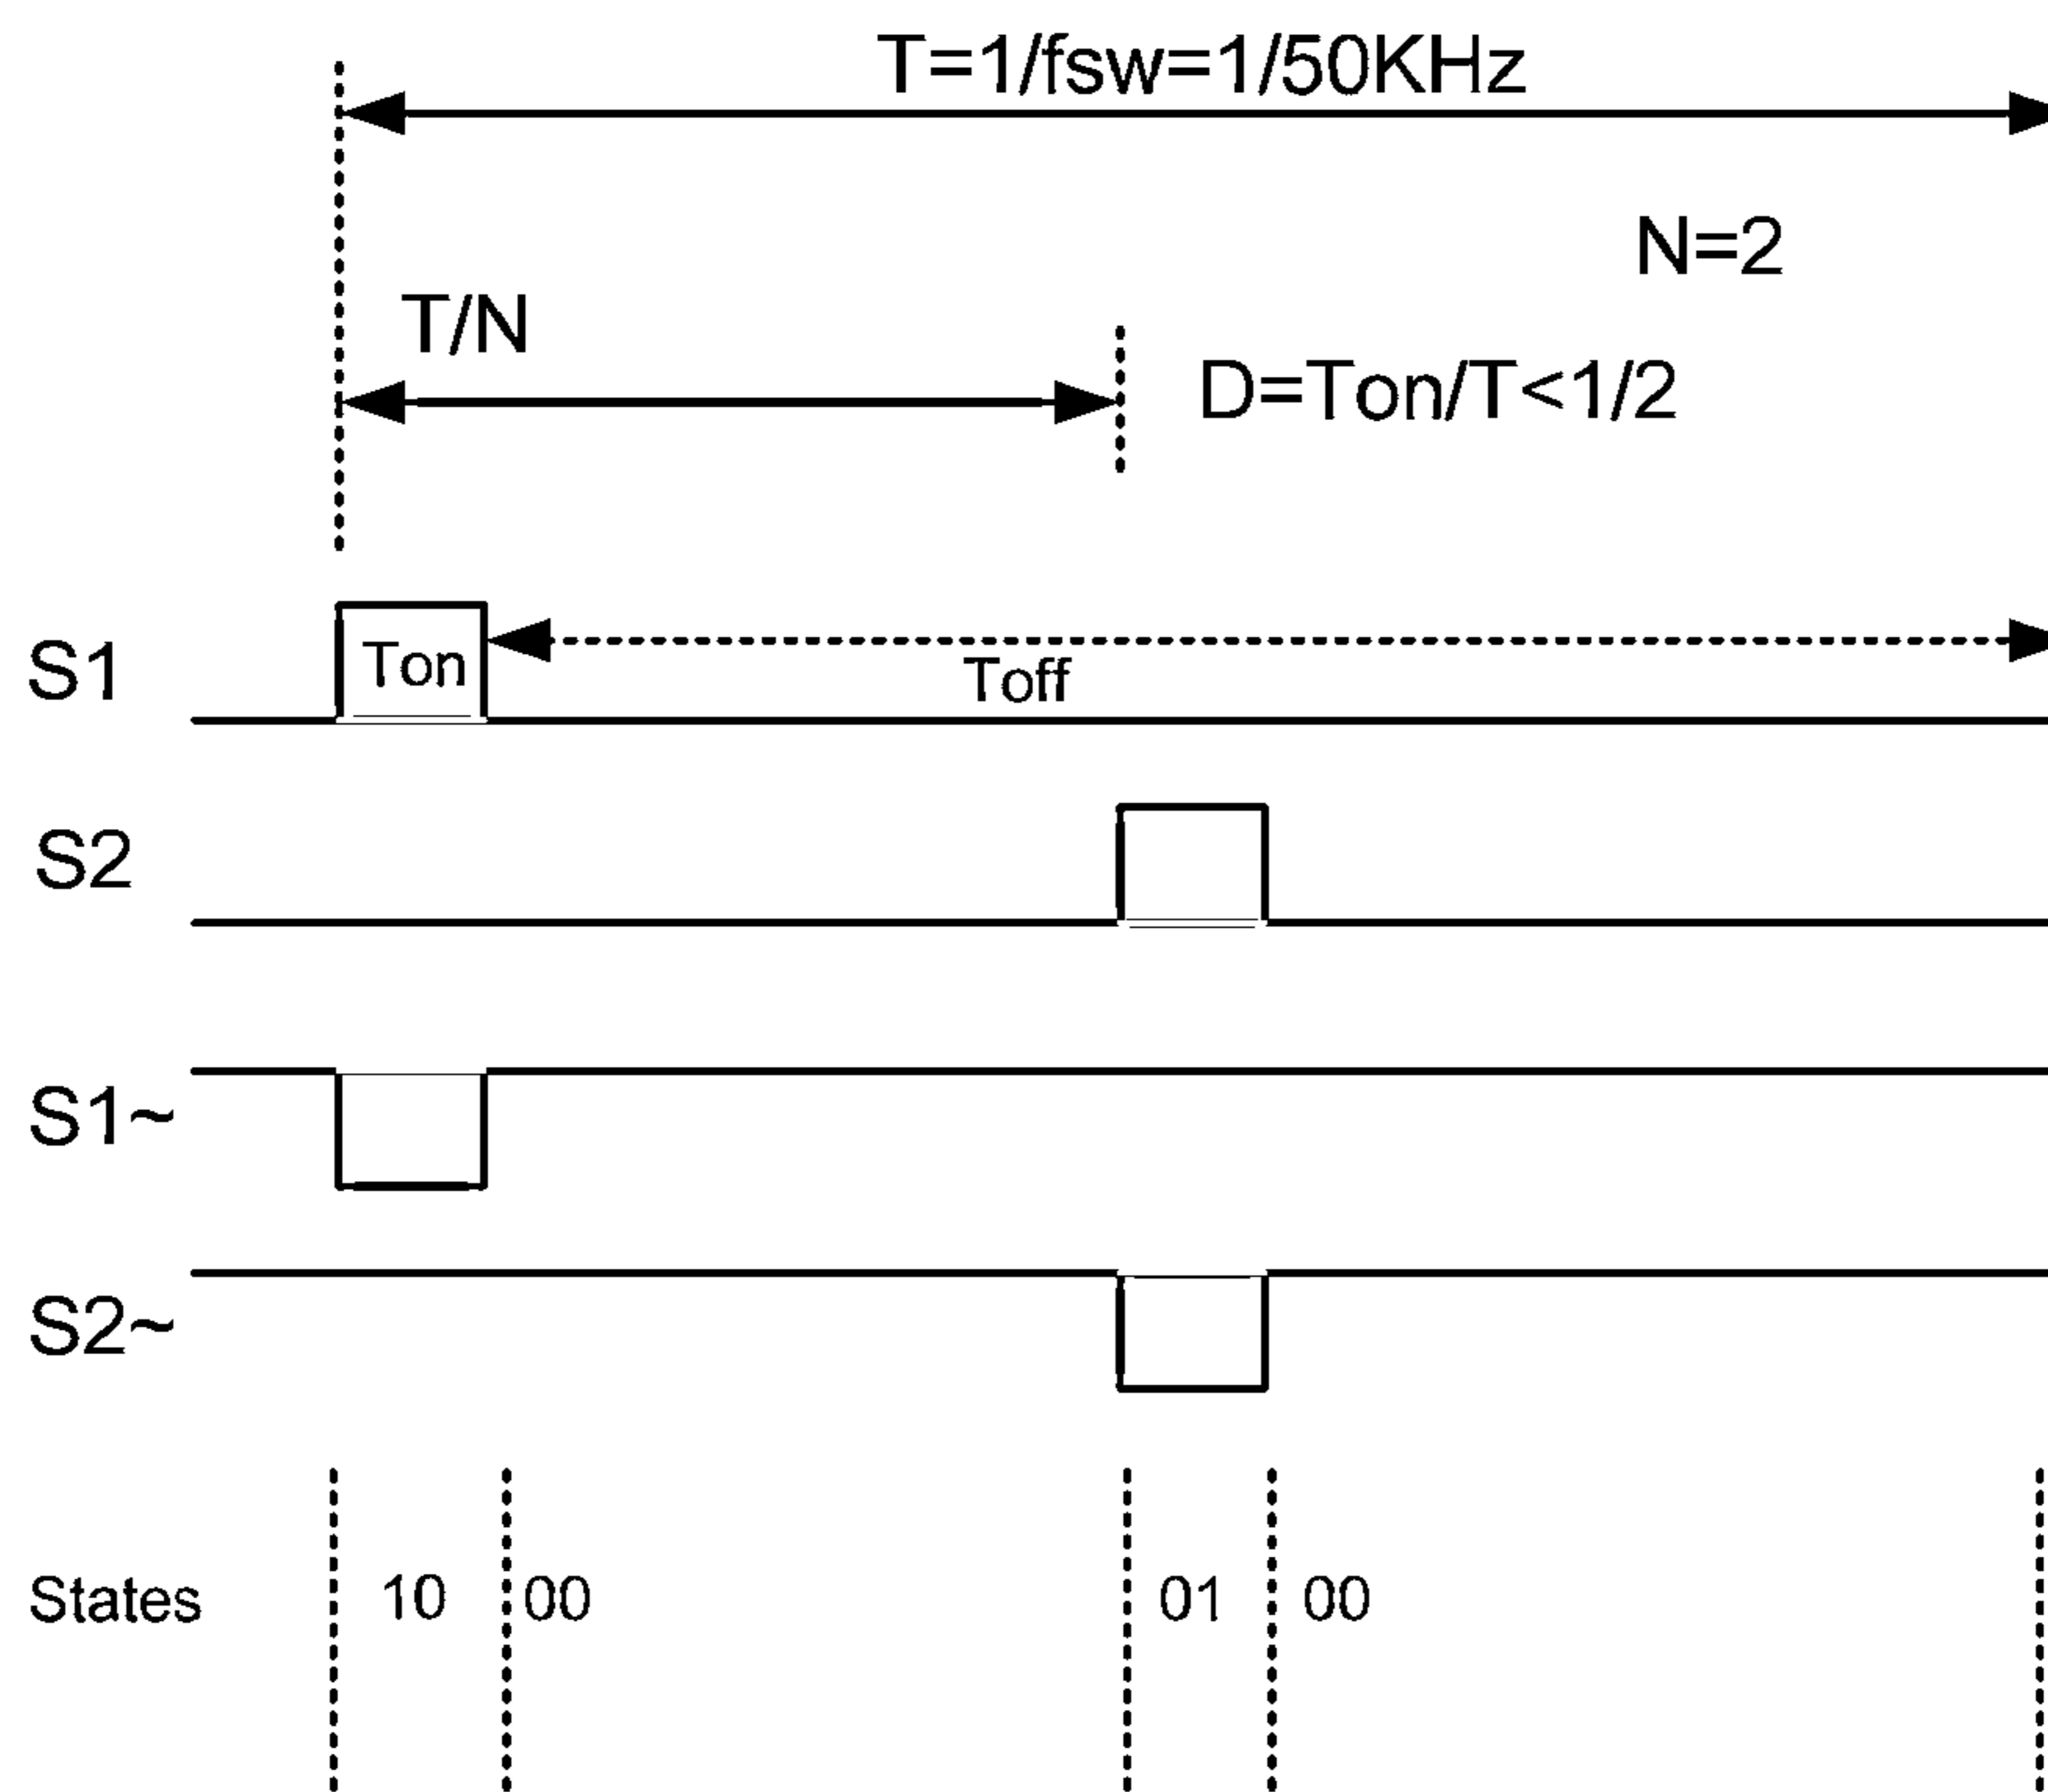 T=1/fsw=1/50KHz
N=2
T/N
D=Ton/T<1/2
S1
Ton
Toff
S2
S1~
S2~
States
10
00
01
00